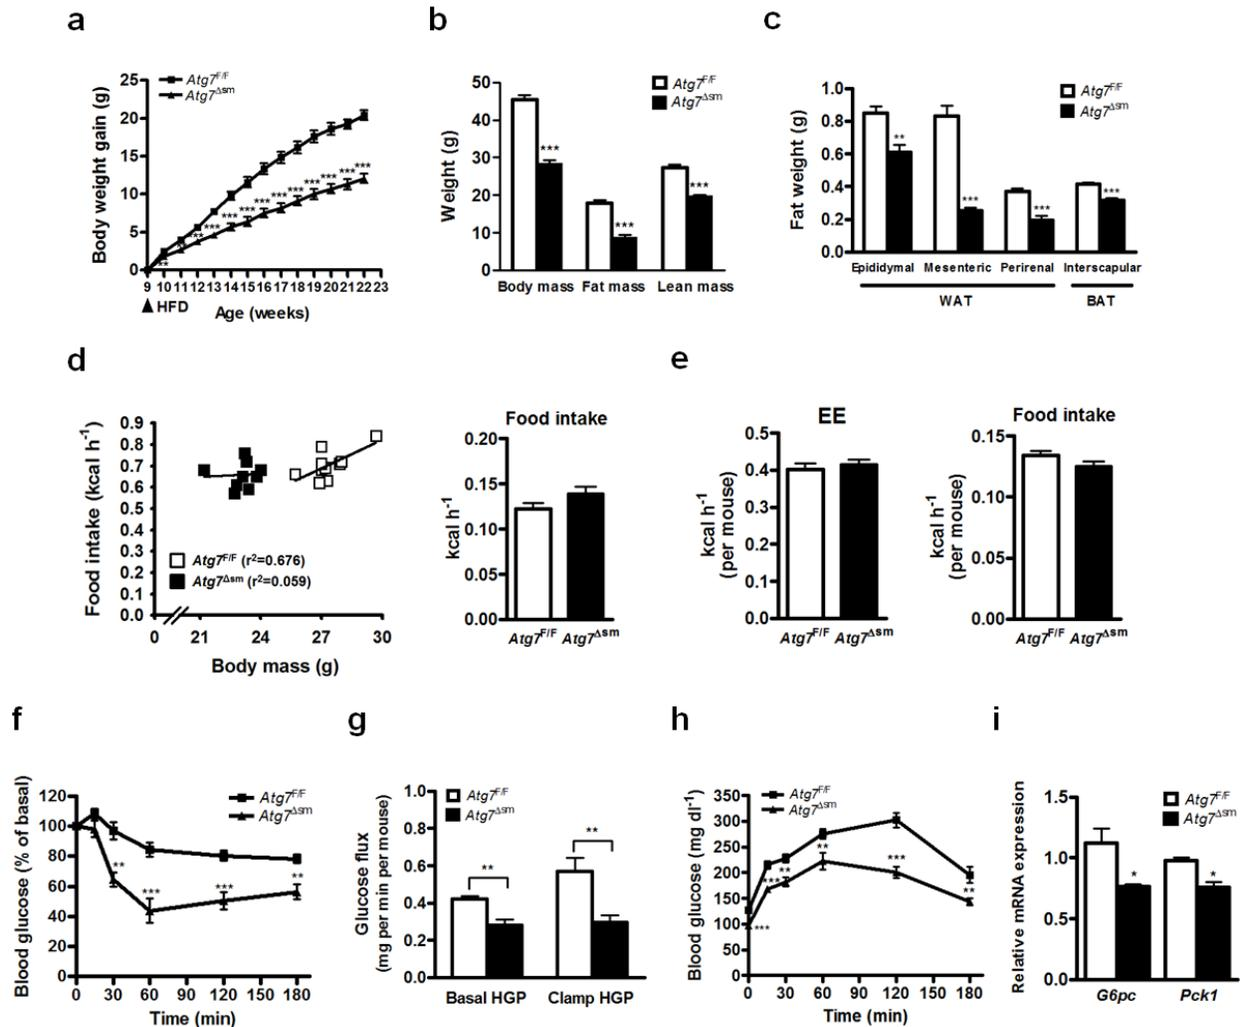 a
Body weight gain (g)
25
20
15
10
5
0
Atg7F/F
Atg7Δsm
**
***
***
***
***
***
***
***
***
***
***
***
9 10 11 12 13 14 15 16 17 18 19 20 21 22 23
▲HFD
Age (weeks)
b
Weight (g)
50
40
30
20
10
0
Atg7F/F
Atg7Δsm
***
***
***
Body mass Fat mass Lean mass
c
Fat weight (g)
1.0
0.8
0.6
0.4
0.2
0.0
Atg7F/F
Atg7Δsm
**
***
***
***
Epididymal Mesenteric Perirenal Interscapular
WAT BAT
d
Food intake (kcal h-1)
0.9
0.8
0.7
0.6
0.5
0.4
0.3
0.2
0.1
0.0
Atg7F/F (r2=0.676)
Atg7Δsm (r2=0.059)
0 21 24 27 30
Body mass (g)
Food intake
kcal h-1
0.20
0.15
0.10
0.05
0.00
Atg7F/F Atg7Δsm
e
EE
kcal h-1
(per mouse)
0.5
0.4
0.3
0.2
0.1
0.0
Atg7F/F Atg7Δsm
Food intake
kcal h-1
(per mouse)
0.15
0.10
0.05
0.00
Atg7F/F Atg7Δsm
f
Blood glucose (% of basal)
120
100
80
60
40
20
0
Atg7F/F
Atg7Δsm
**
***
***
**
0 30 60 90 120 150 180
Time (min)
g
Glucose flux
(mg per min per mouse)
1.0
0.8
0.6
0.4
0.2
0.0
Atg7F/F
Atg7Δsm
**
**
Basal HGP Clamp HGP
h
Blood glucose (mg dl-1)
350
300
250
200
150
100
50
0
Atg7F/F
Atg7Δsm
***
***
**
**
***
**
0 30 60 90 120 150 180
Time (min)
i
Relative mRNA expression
1.5
1.0
0.5
0.0
Atg7F/F
Atg7Δsm
*
*
G6pc Pck1